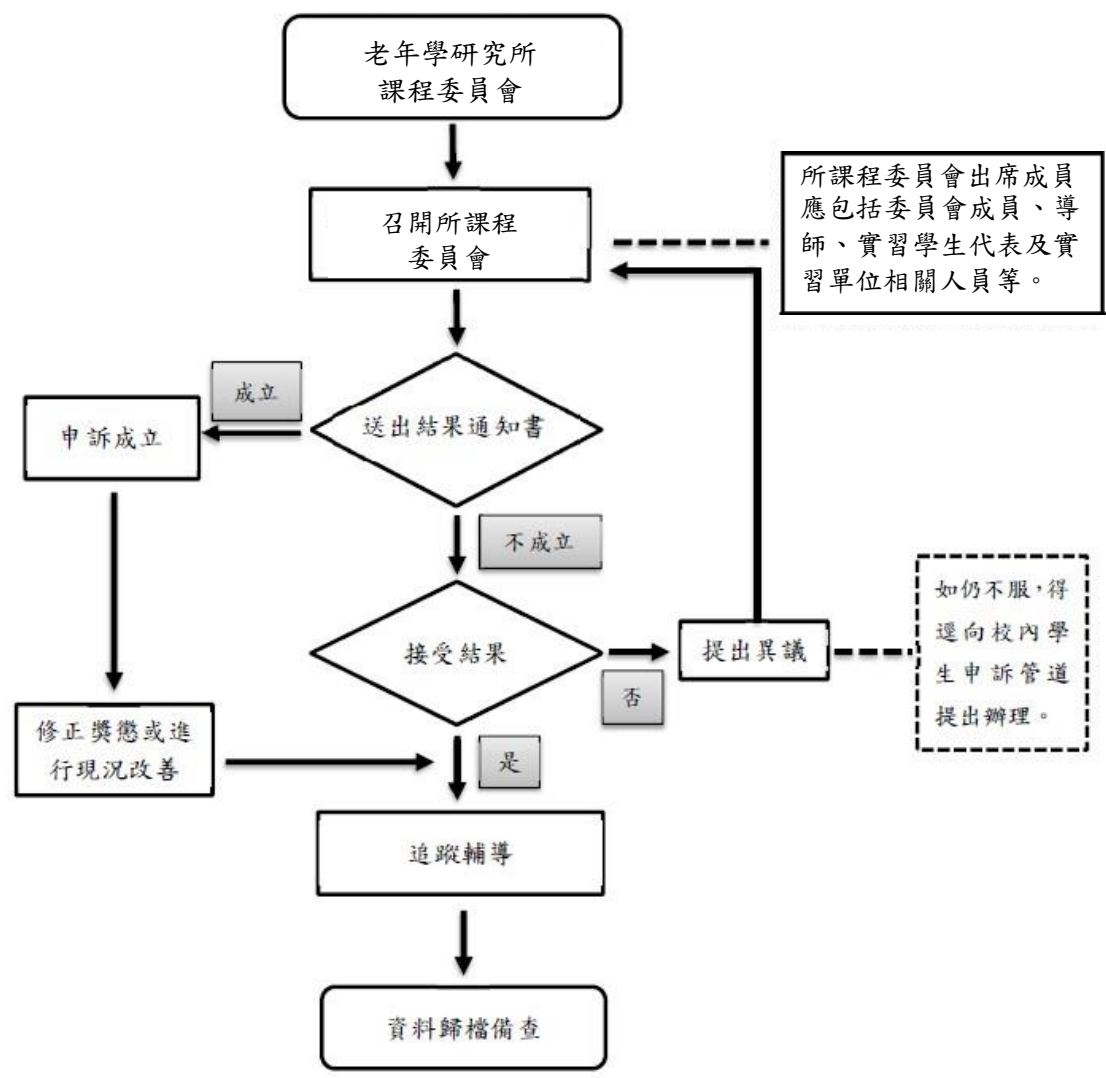 老年學研究所
課程委員會
召開所課程
委員會
所課程委員會出席成員
應包括委員會成員、導
師、實習學生代表及實
習單位相關人員等。
成立
申訴成立
送出結果通知書
不成立
接受結果
否
提出異議
如仍不服，得
逕向校內學
生申訴管道
提出辦理。
修正獎懲或進
行現況改善
是
追蹤輔導
資料歸檔備查